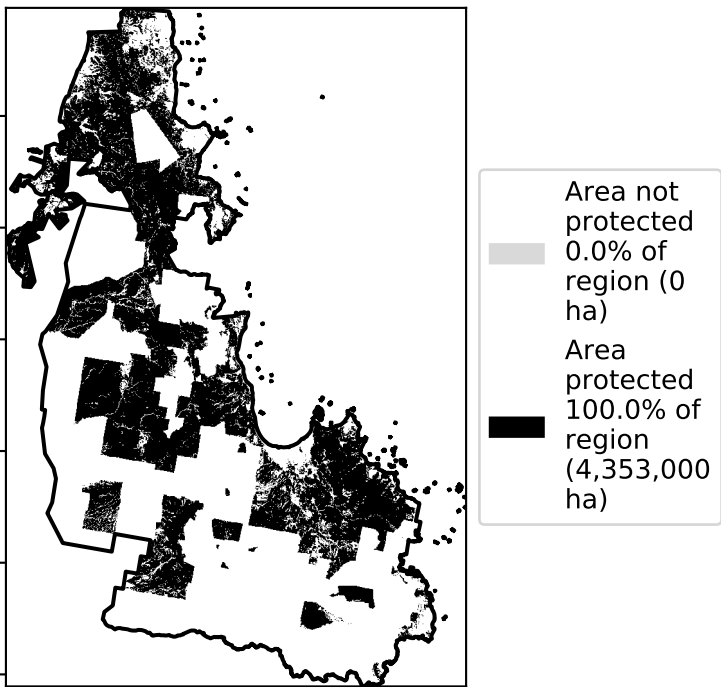 Area not
protected
0.0% of
region (0
ha)
Area
protected
100.0% of
region
(4,353,000
ha)